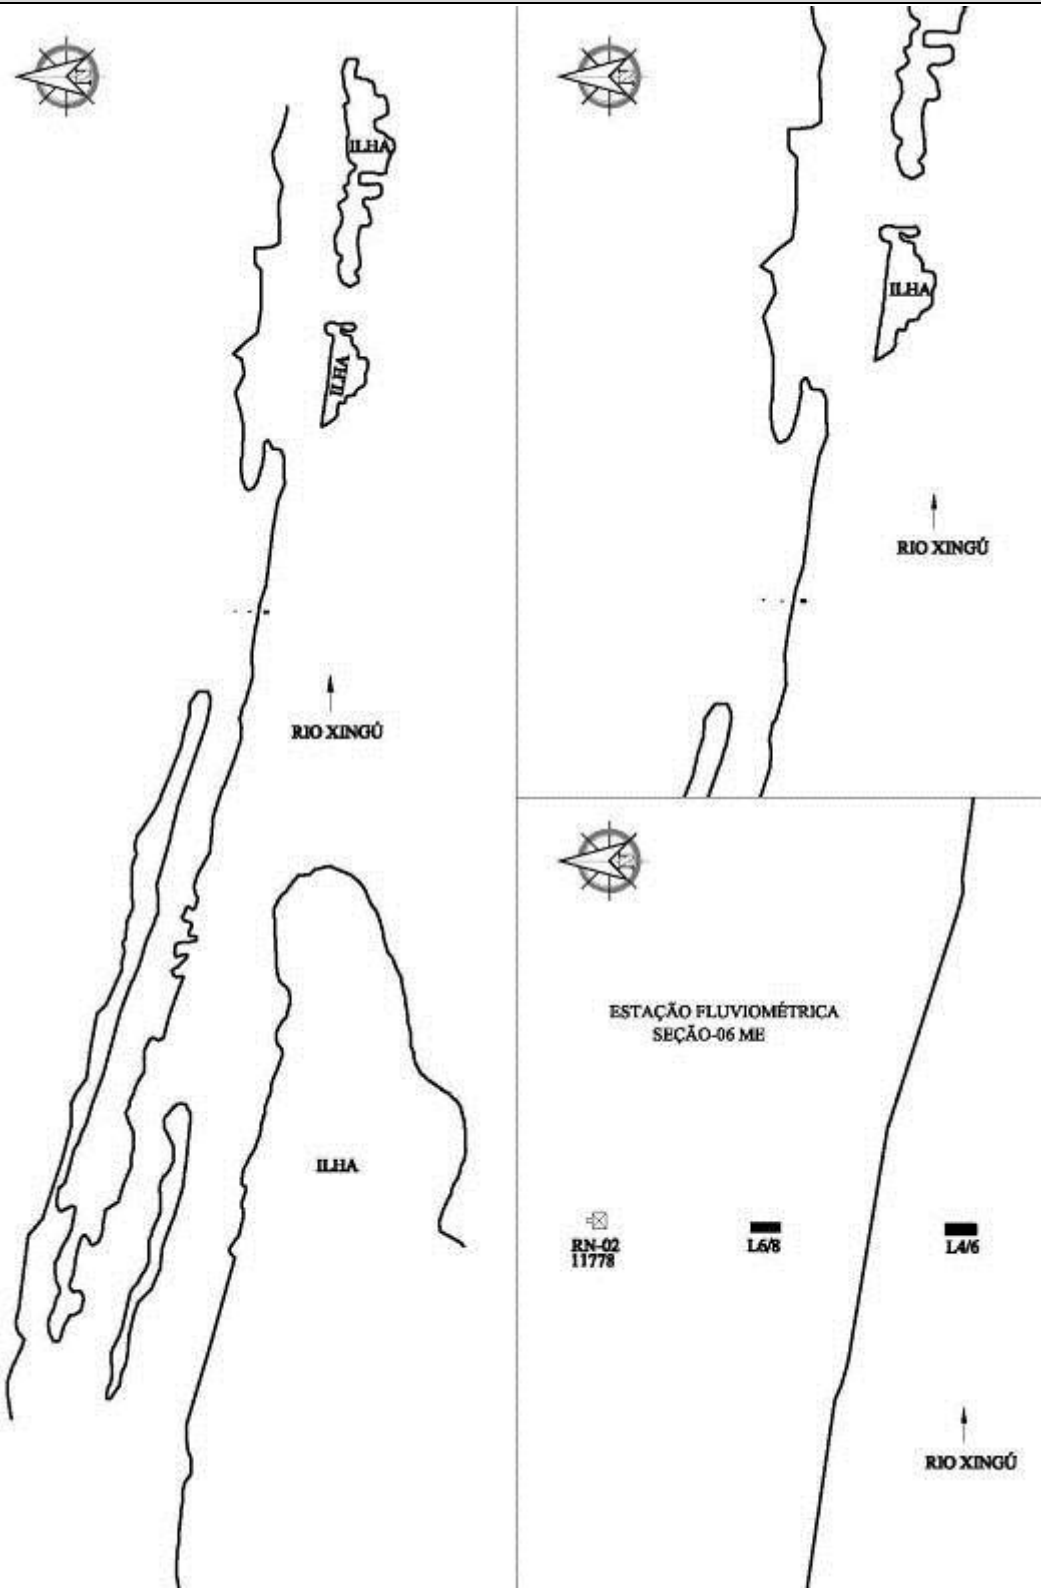 ILHA
ILHA
RIO XINGÚ
ILHA
ILHA
RIO XINGÚ
ESTAÇÃO FLUVIOMÉTRICA
SEÇÃO-06 ME
RN-02
11778
L6/8
L4/6
RIO XINGÚ